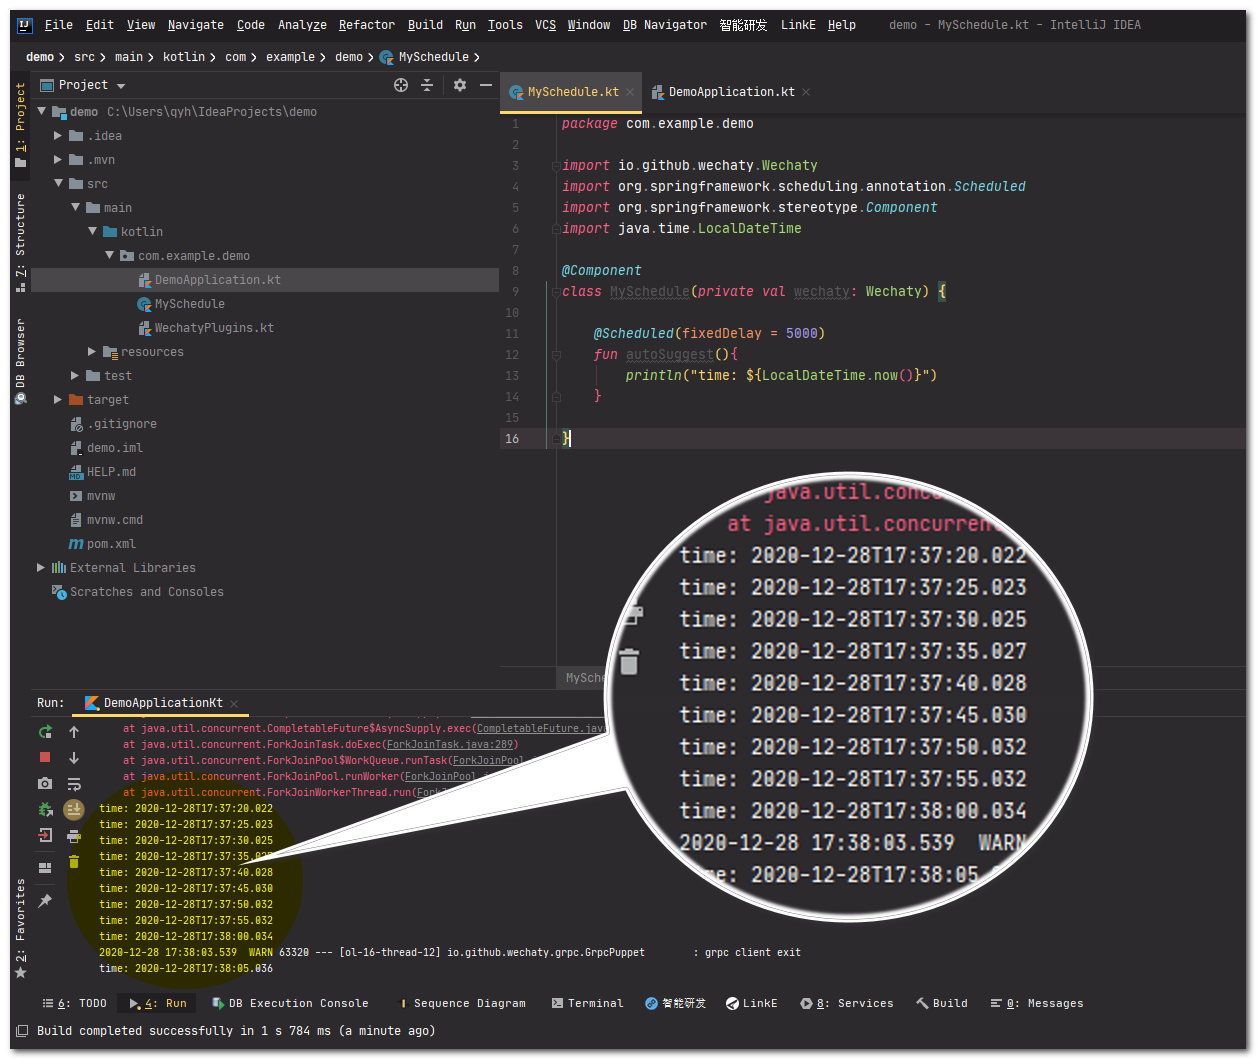 File Edit View Navigate Code Analyze Refactor Build Run Tools VCS Window DB Navigator 智能研发 LinkE Help demo - MySchedule.kt - IntelliJ IDEA
demo src main kotlin com example demo MySchedule
1: Project
7: Structure
DB Browser
2: Favorites
Project
demo C:\Users\qyh\IdeaProjects\demo
.idea
.mvn
src
main
kotlin
com.example.demo
DemoApplication.kt
MySchedule
WechatyPlugins.kt
resources
test
target
.gitignore
demo.iml
HELP.md
mvnw
mvnw.cmd
pom.xml
External Libraries
Scratches and Consoles
MySchedule.kt DemoApplication.kt
1 package com.example.demo
2
3 import io.github.wechaty.Wechaty
4 import org.springframework.scheduling.annotation.Scheduled
5 import org.springframework.stereotype.Component
6 import java.time.LocalDateTime
7
8 @Component
9 class MySchedule(private val wechaty: Wechaty) {
10
11 @Scheduled(fixedDelay = 5000)
12 fun autoSuggest(){
13 println("time: ${LocalDateTime.now()}")
14 }
15
16 }
MySche
Run: DemoApplicationKt
at java.util.concurrent.CompletableFuture$AsyncSupply.exec(CompletableFuture.java
at java.util.concurrent.ForkJoinTask.doExec(ForkJoinTask.java:289)
at java.util.concurrent.ForkJoinPool$WorkQueue.runTask(ForkJoinPool
at java.util.concurrent.ForkJoinPool.runWorker(ForkJoinPool
at java.util.concurrent.ForkJoinWorkerThread.run(ForkJ
time: 2020-12-28T17:37:20.022
time: 2020-12-28T17:37:25.023
time: 2020-12-28T17:37:30.025
time: 2020-12-28T17:37:35.027
time: 2020-12-28T17:37:40.028
time: 2020-12-28T17:37:45.030
time: 2020-12-28T17:37:50.032
time: 2020-12-28T17:37:55.032
time: 2020-12-28T17:38:00.034
2020-12-28 17:38:03.539 WARN 63320 --- [ol-16-thread-12] io.github.wechaty.grpc.GrpcPuppet : grpc client exit
time: 2020-12-28T17:38:05.036
java.util.conc
at java.util.concurren
time: 2020-12-28T17:37:20.022
time: 2020-12-28T17:37:25.023
time: 2020-12-28T17:37:30.025
time: 2020-12-28T17:37:35.027
time: 2020-12-28T17:37:40.028
time: 2020-12-28T17:37:45.030
time: 2020-12-28T17:37:50.032
time: 2020-12-28T17:37:55.032
time: 2020-12-28T17:38:00.034
2020-12-28 17:38:03.539 WARN
me: 2020-12-28T17:38:05
6: TODO 4: Run DB Execution Console Sequence Diagram Terminal 智能研发 LinkE 8: Services Build 0: Messages
Build completed successfully in 1 s 784 ms (a minute ago)